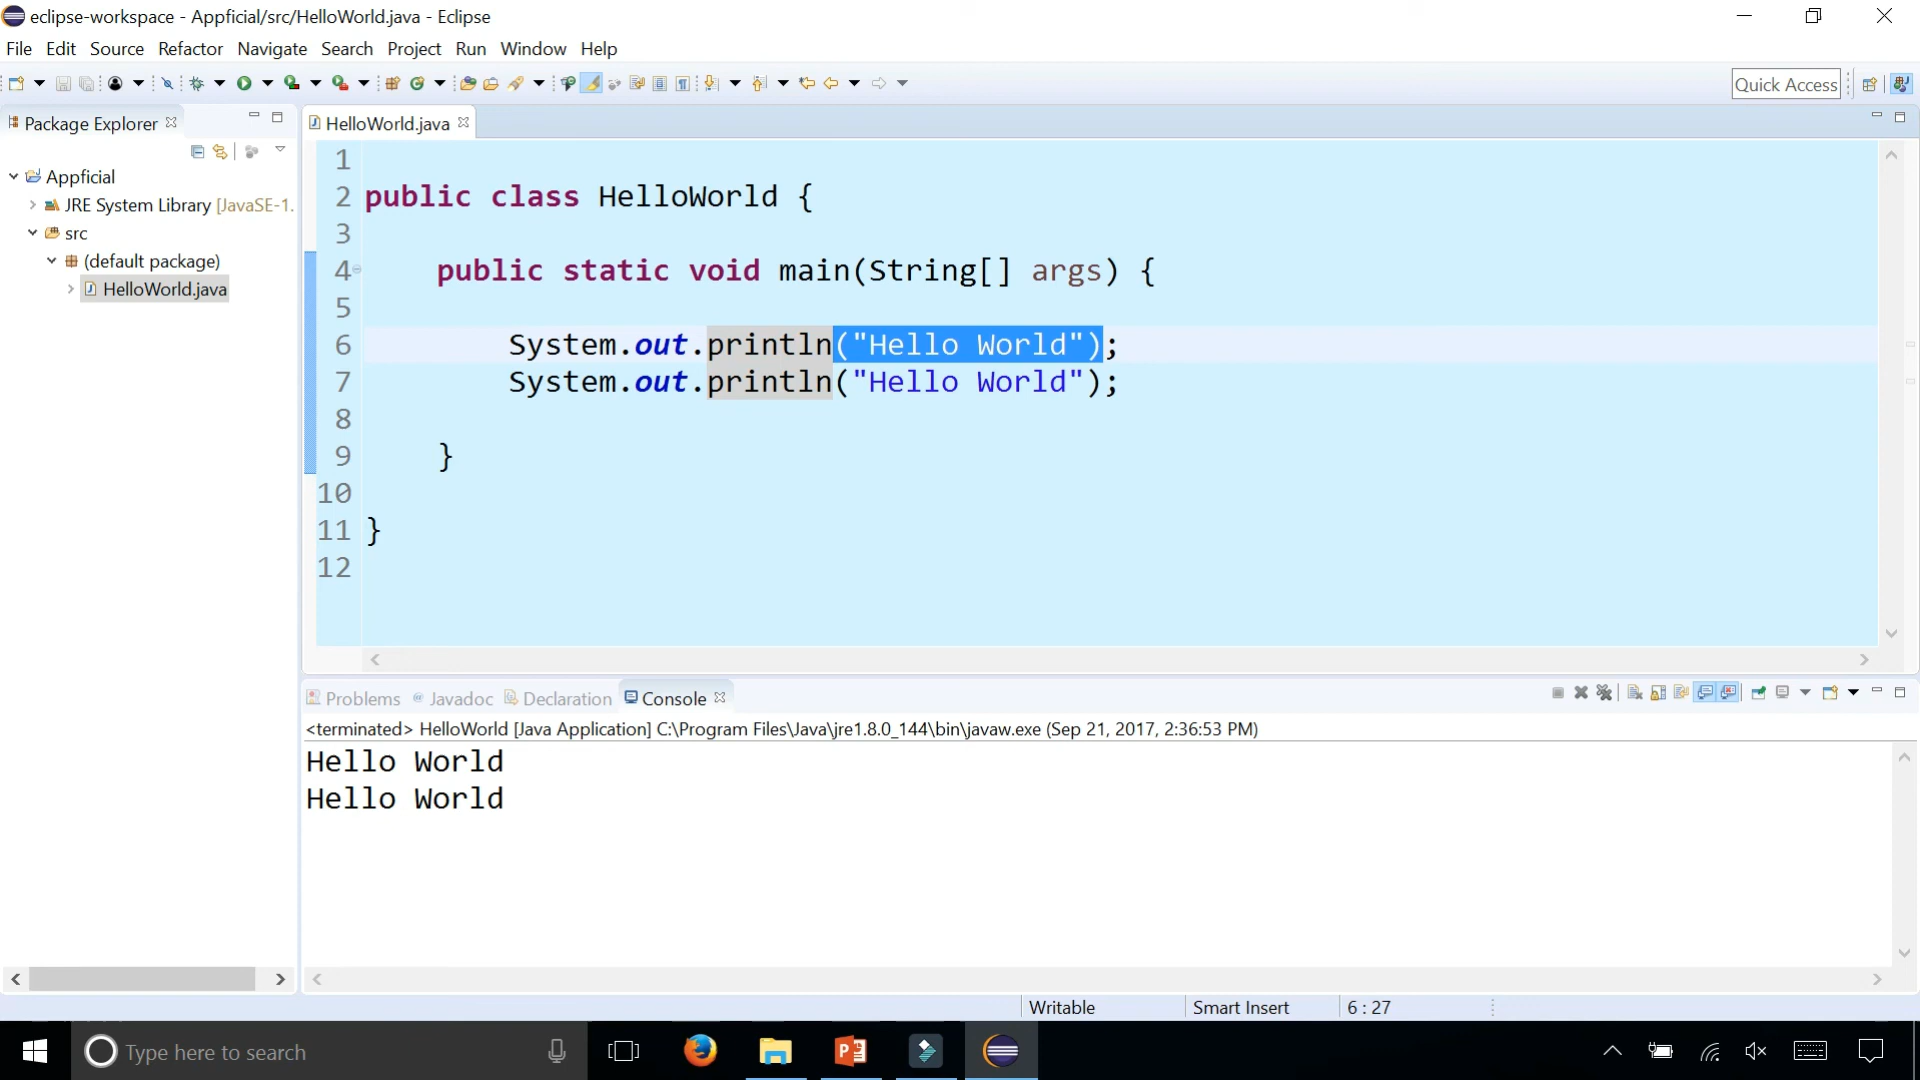 eclipse-workspace - Appficial/src/HelloWorld.java - Eclipse
File Edit Source Refactor Navigate Search Project Run Window Help
Quick Access
Package Explorer
HelloWorld.java
Appficial
JRE System Library [JavaSE-1.
src
(default package)
HelloWorld.java
1
2 public class HelloWorld {
3
4 public static void main(String[] args) {
5
6 System.out.println("Hello World");
7 System.out.println("Hello World");
8
9 }
10
11 }
12
Problems Javadoc Declaration Console
<terminated> HelloWorld [Java Application] C:\Program Files\Java\jre1.8.0_144\bin\javaw.exe (Sep 21, 2017, 2:36:53 PM)
Hello World
Hello World
Writable Smart Insert 6 : 27
Type here to search